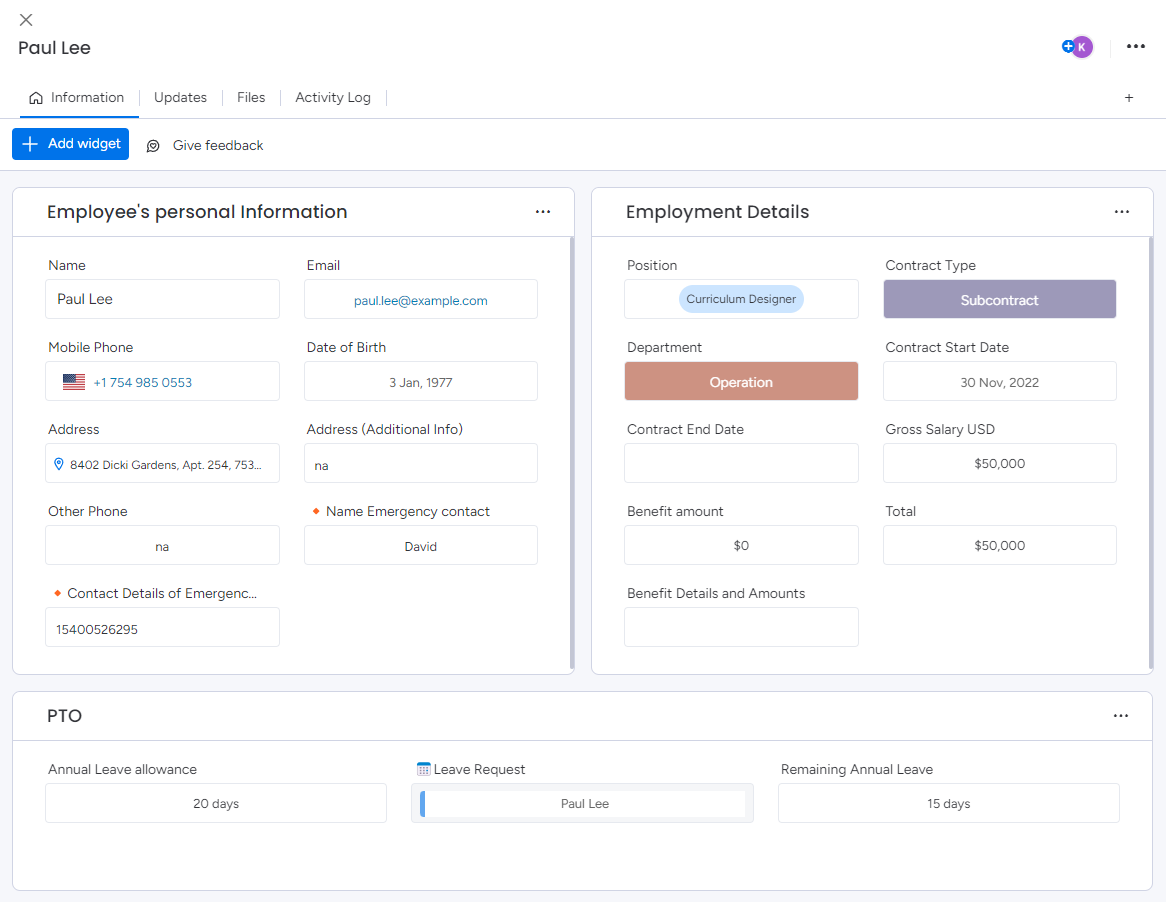 Paul Lee
K
Information
Updates
Files
Activity Log
+
Add widget
Give feedback
Employee's personal Information
Employment Details
Name
Email
Paul Lee
paul.lee@example.com
Mobile Phone
Date of Birth
+1 754 985 0553
3 Jan, 1977
Address
Address (Additional Info)
8402 Dicki Gardens, Apt. 254, 753...
na
Other Phone
Name Emergency contact
na
David
Contact Details of Emergenc...
15400526295
Position
Contract Type
Curriculum Designer
Subcontract
Department
Contract Start Date
Operation
30 Nov, 2022
Contract End Date
Gross Salary USD
$50,000
Benefit amount
Total
$0
$50,000
Benefit Details and Amounts
PTO
Annual Leave allowance
Leave Request
Remaining Annual Leave
20 days
Paul Lee
15 days